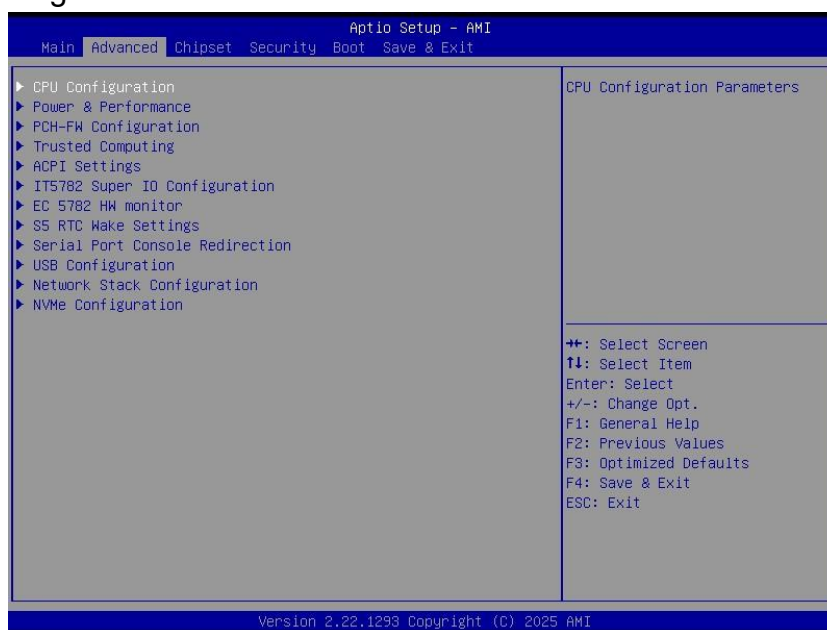 Aptio Setup - AMI
Main Advanced Chipset Security Boot Save & Exit
▶ CPU Configuration
▶ Power & Performance
▶ PCH-FW Configuration
▶ Trusted Computing
▶ ACPI Settings
▶ IT5782 Super IO Configuration
▶ EC 5782 HW monitor
▶ S5 RTC Wake Settings
▶ Serial Port Console Redirection
▶ USB Configuration
▶ Network Stack Configuration
▶ NVMe Configuration
CPU Configuration Parameters
→←: Select Screen
↑↓: Select Item
Enter: Select
+/-: Change Opt.
F1: General Help
F2: Previous Values
F3: Optimized Defaults
F4: Save & Exit
ESC: Exit
Version 2.22.1293 Copyright (C) 2025 AMI